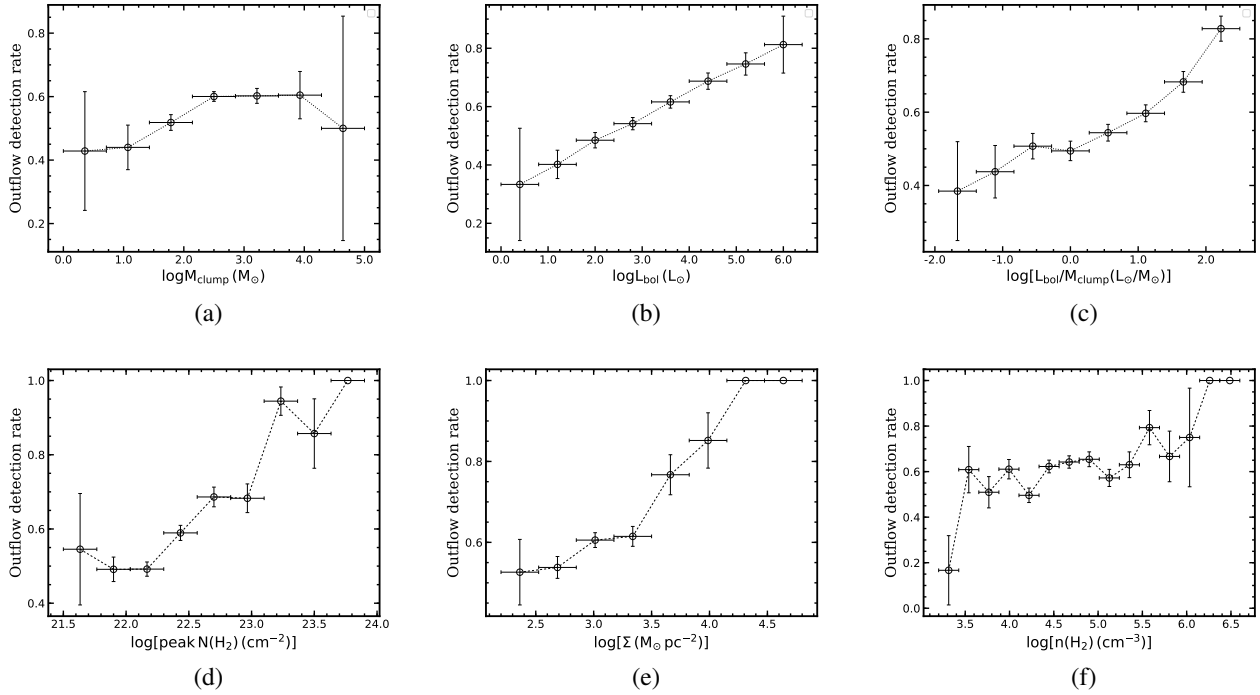 Outflow detection rate
0.8
0.6
0.4
0.2
0.0 1.0 2.0 3.0 4.0 5.0
logM_clump (M_⊙)
(a)
Outflow detection rate
0.8
0.6
0.4
0.2
0.0 1.0 2.0 3.0 4.0 5.0 6.0
logL_bol (L_⊙)
(b)
Outflow detection rate
0.8
0.6
0.4
-2.0 -1.0 0.0 1.0 2.0
log[L_bol/M_clump(L_⊙/M_⊙)]
(c)
Outflow detection rate
1.0
0.8
0.6
0.4
21.5 22.0 22.5 23.0 23.5 24.0
log[peak N(H₂) (cm⁻²)]
(d)
Outflow detection rate
1.0
0.8
0.6
2.5 3.0 3.5 4.0 4.5
log[Σ (M_⊙ pc⁻²)]
(e)
Outflow detection rate
1.0
0.8
0.6
0.4
0.2
0.0
3.0 3.5 4.0 4.5 5.0 5.5 6.0 6.5
log[n(H₂) (cm⁻³)]
(f)